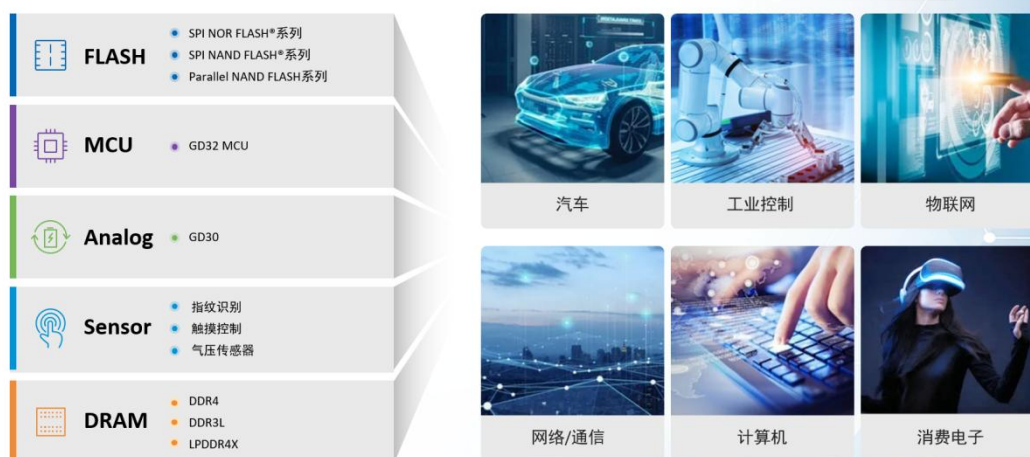 FLASH
SPI NOR FLASH®系列
SPI NAND FLASH®系列
Parallel NAND FLASH系列
MCU
GD32 MCU
Analog
GD30
Sensor
指纹识别
触摸控制
气压传感器
DRAM
DDR4
DDR3L
LPDDR4X
汽车
工业控制
物联网
网络/通信
计算机
消费电子